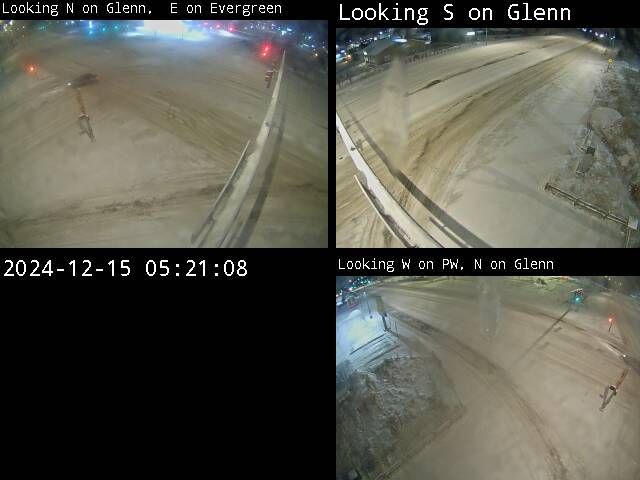 Looking N on Glenn, E on Evergreen
Looking S on Glenn
2024-12-15 05:21:08
Looking W on PW, N on Glenn